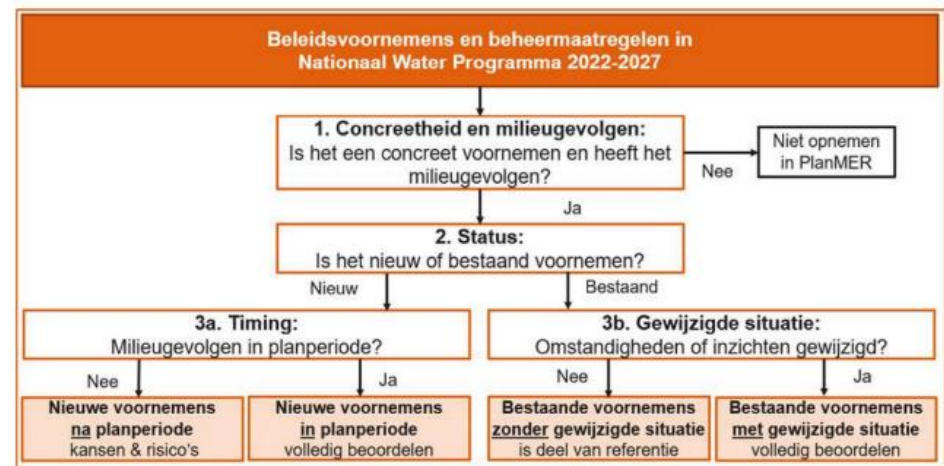 Beleidsvoornemens en beheermaatregelen in
Nationaal Water Programma 2022-2027
1. Concreetheid en milieugevolgen:
Is het een concreet voornemen en heeft het
milieugevolgen?
Nee
Niet opnemen
in PlanMER
Ja
2. Status:
Is het nieuw of bestaand voornemen?
Nieuw
Bestaand
3a. Timing:
Milieugevolgen in planperiode?
3b. Gewijzigde situatie:
Omstandigheden of inzichten gewijzigd?
Nee
Ja
Nee
Ja
Nieuwe voornemens
na planperiode
kansen & risico's
Nieuwe voornemens
in planperiode
volledig beoordelen
Bestaande voornemens
zonder gewijzigde situatie
is deel van referentie
Bestaande voornemens
met gewijzigde situatie
volledig beoordelen